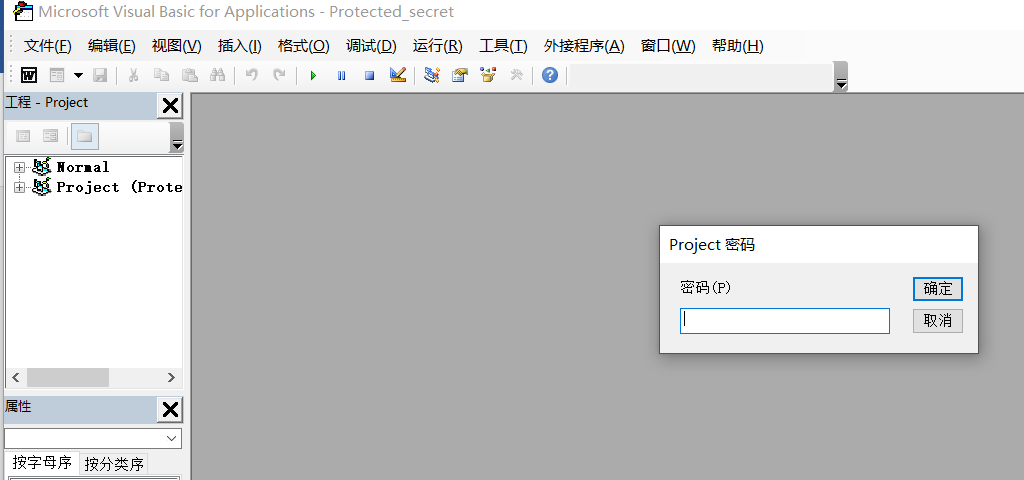 Microsoft Visual Basic for Applications - Protected_secret
文件(F) 编辑(E) 视图(V) 插入(I) 格式(O) 调试(D) 运行(R) 工具(T) 外接程序(A) 窗口(W) 帮助(H)
工程 - Project
Normal
Project (Prote
Project 密码
密码(P)
确定
取消
属性
按字母序 按分类序